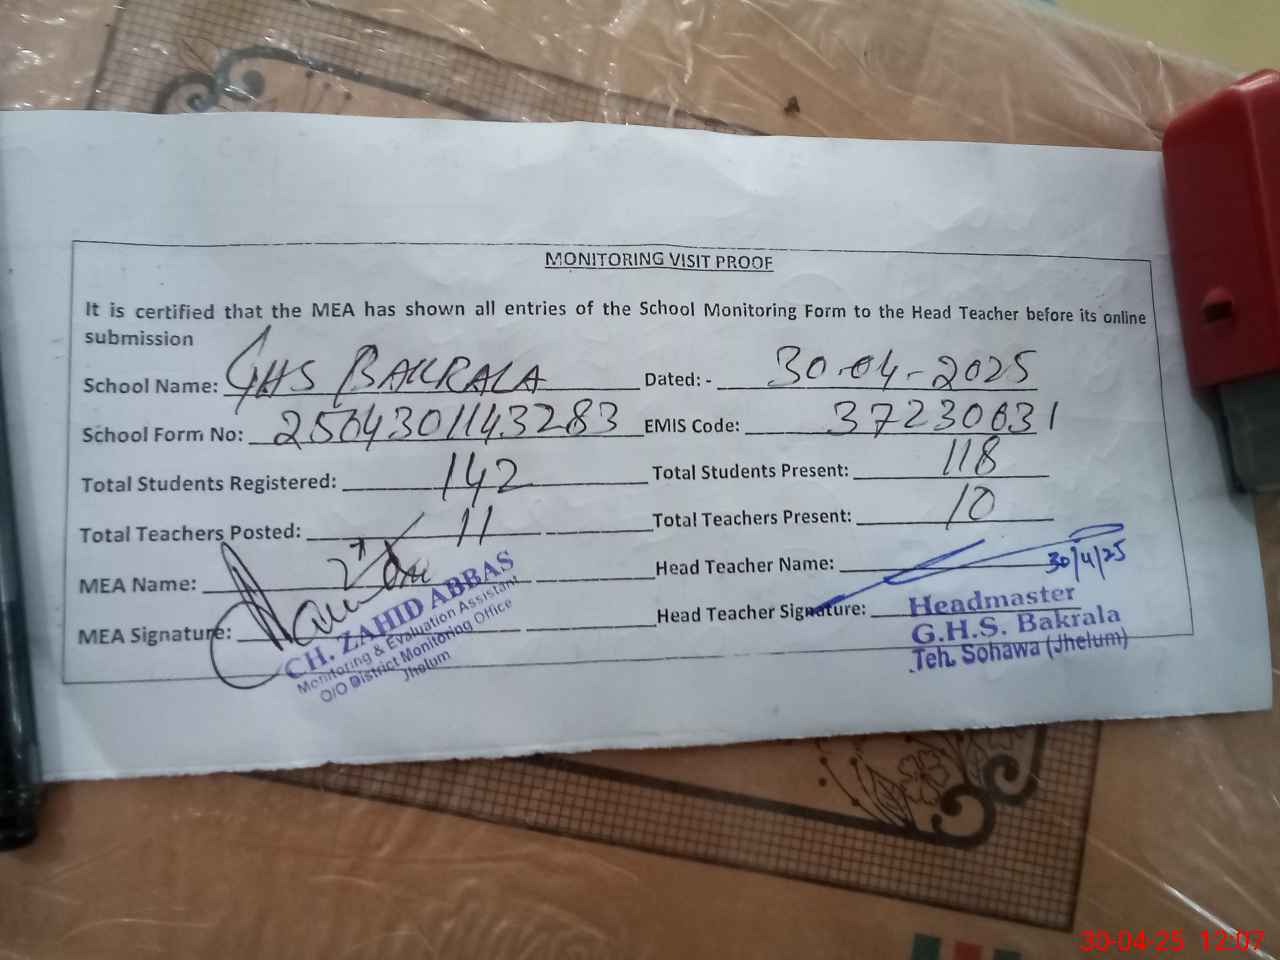 MONITORING VISIT PROOF
It is certified that the MEA has shown all entries of the School Monitoring Form to the Head Teacher before its online
submission
School Name: GHS BAKRALA Dated: - 30-04-2025
School Form No: 2504301143283 EMIS Code: 37230031
Total Students Registered: 142 Total Students Present: 118
Total Teachers Posted: 11 Total Teachers Present: 10
MEA Name: Head Teacher Name: 30/4/25
MEA Signature: Head Teacher Signature:
CH. ZAHID ABBAS
Monitoring & Evaluation Assistant
O/O District Monitoring Office
Jhelum
Headmaster
G.H.S. Bakrala
Teh. Sohawa (Jhelum)
30-04-25 12:07